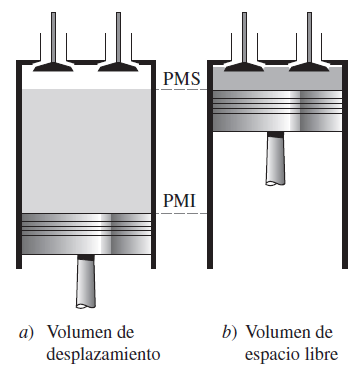 PMS
PMI
a) Volumen de
desplazamiento
b) Volumen de
espacio libre